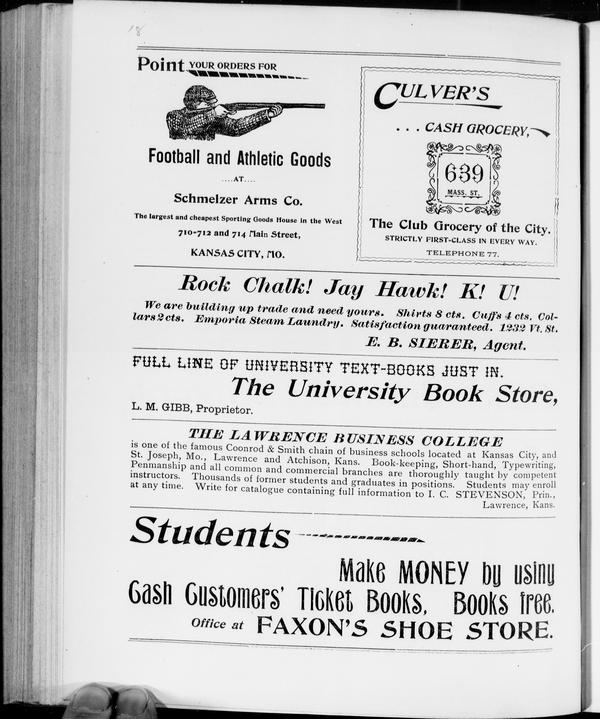 18
Point YOUR ORDERS FOR
Football and Athletic Goods
....AT....
Schmelzer Arms Co.
The largest and cheapest Sporting Goods House in the West
710-712 and 714 Main Street,
KANSAS CITY, MO.
CULVER'S
... CASH GROCERY,
639
MASS. ST.
The Club Grocery of the City.
STRICTLY FIRST-CLASS IN EVERY WAY.
TELEPHONE 77.
Rock Chalk! Jay Hawk! K! U!
We are building up trade and need yours. Shirts 8 cts. Cuffs 4 cts. Col-
lars 2 cts. Emporia Steam Laundry. Satisfaction guaranteed. 1232 Vt. St.
E. B. SIERER, Agent.
FULL LINE OF UNIVERSITY TEXT-BOOKS JUST IN.
The University Book Store,
L. M. GIBB, Proprietor.
THE LAWRENCE BUSINESS COLLEGE
is one of the famous Coonrod & Smith chain of business schools located at Kansas City, and
St. Joseph, Mo., Lawrence and Atchison, Kans. Book-keeping, Short-hand, Typewriting,
Penmanship and all common and commercial branches are thoroughly taught by competent
instructors. Thousands of former students and graduates in positions. Students may enroll
at any time. Write for catalogue containing full information to I. C. STEVENSON, Prin.,
Lawrence, Kans.
Students
Make MONEY by using
Cash Customers' Ticket Books, Books free.
Office at FAXON'S SHOE STORE.